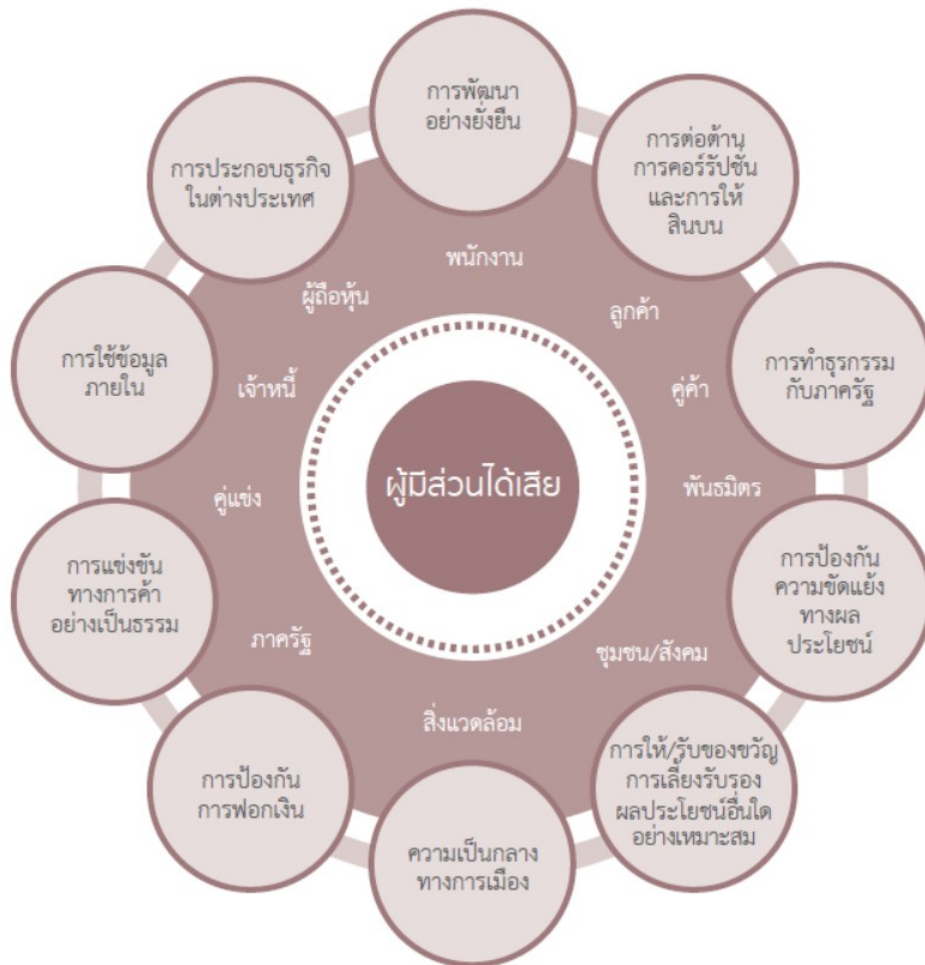 การพัฒนา
อย่างยั่งยืน
การต่อต้าน
การคอร์รัปชั่น
และการให้
สินบน
การทำธุรกรรม
กับภาครัฐ
การป้องกัน
ความขัดแย้ง
ทางผล
ประโยชน์
การให้/รับของขวัญ
การเลี้ยงรับรอง
ผลประโยชน์อื่นใด
อย่างเหมาะสม
ความเป็นกลาง
ทางการเมือง
การป้องกัน
การฟอกเงิน
การแข่งขัน
ทางการค้า
อย่างเป็นธรรม
การใช้ข้อมูล
ภายใน
การประกอบธุรกิจ
ในต่างประเทศ
พนักงาน
ลูกค้า
คู่ค้า
พันธมิตร
ชุมชน/สังคม
สิ่งแวดล้อม
ภาครัฐ
คู่แข่ง
เจ้าหนี้
ผู้ถือหุ้น
ผู้มีส่วนได้เสีย